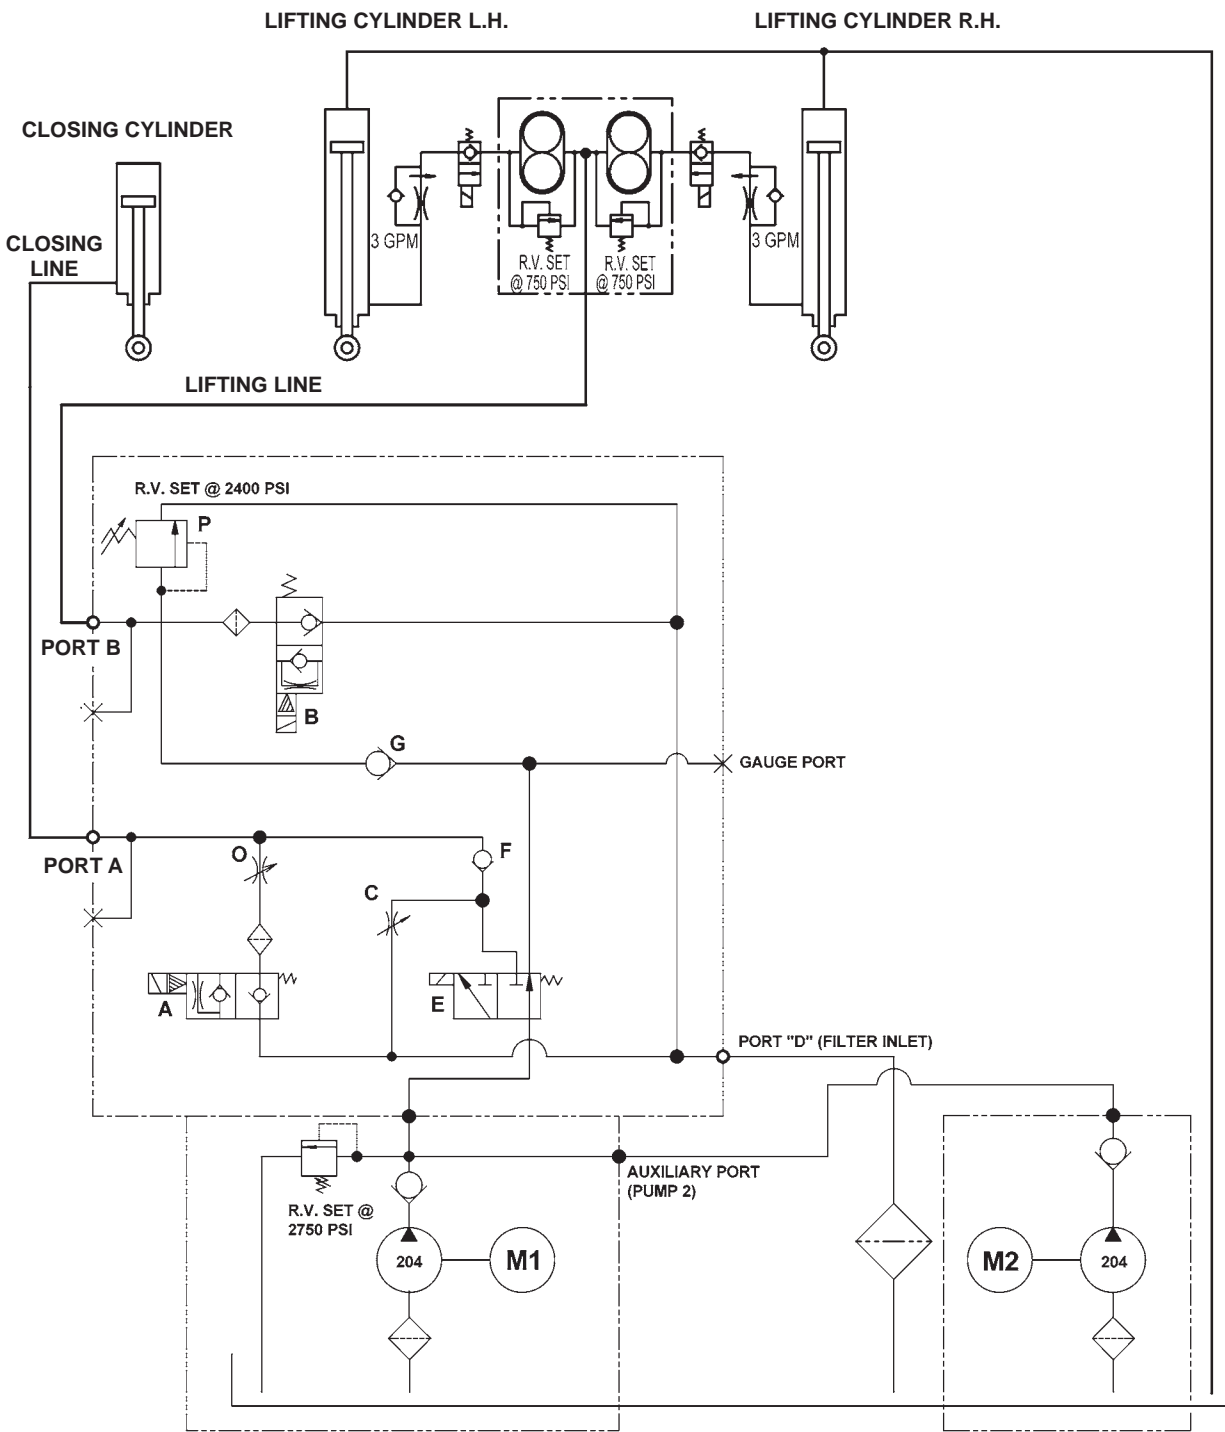 LIFTING CYLINDER L.H.
LIFTING CYLINDER R.H.
CLOSING CYLINDER
CLOSING
LINE
3 GPM
R.V. SET
@ 750 PSI
R.V. SET
@ 750 PSI
3 GPM
LIFTING LINE
R.V. SET @ 2400 PSI
P
PORT B
B
G
GAUGE PORT
PORT A
O
F
C
A
E
PORT "D" (FILTER INLET)
AUXILIARY PORT
(PUMP 2)
R.V. SET @
2750 PSI
204
M1
M2
204